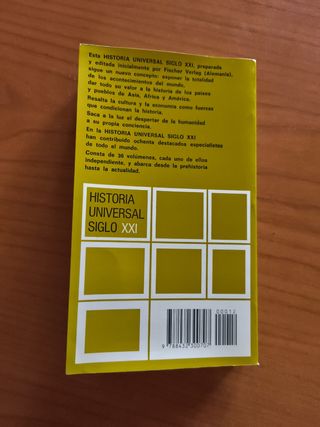 Esta HISTORIA UNIVERSAL SIGLO XXI, preparada
y editada inicialmente por Fischer Verlag (Alemania),
sigue un nuevo concepto: exponer la totalidad
de los acontecimientos del mundo,
dar todo su valor a la historia de los países
y pueblos de Asia, África y América.
Resalta la cultura y la economía como fuerzas
que condicionan la historia.
Saca a la luz el despertar de la humanidad
a su propia conciencia.
En la HISTORIA UNIVERSAL SIGLO XXI
han contribuido ochenta destacados especialistas
de todo el mundo.
Consta de 36 volúmenes, cada uno de ellos
independiente, y abarca desde la prehistoria
hasta la actualidad.
HISTORIA
UNIVERSAL
SIGLO XXI
00012
9 788432 300707